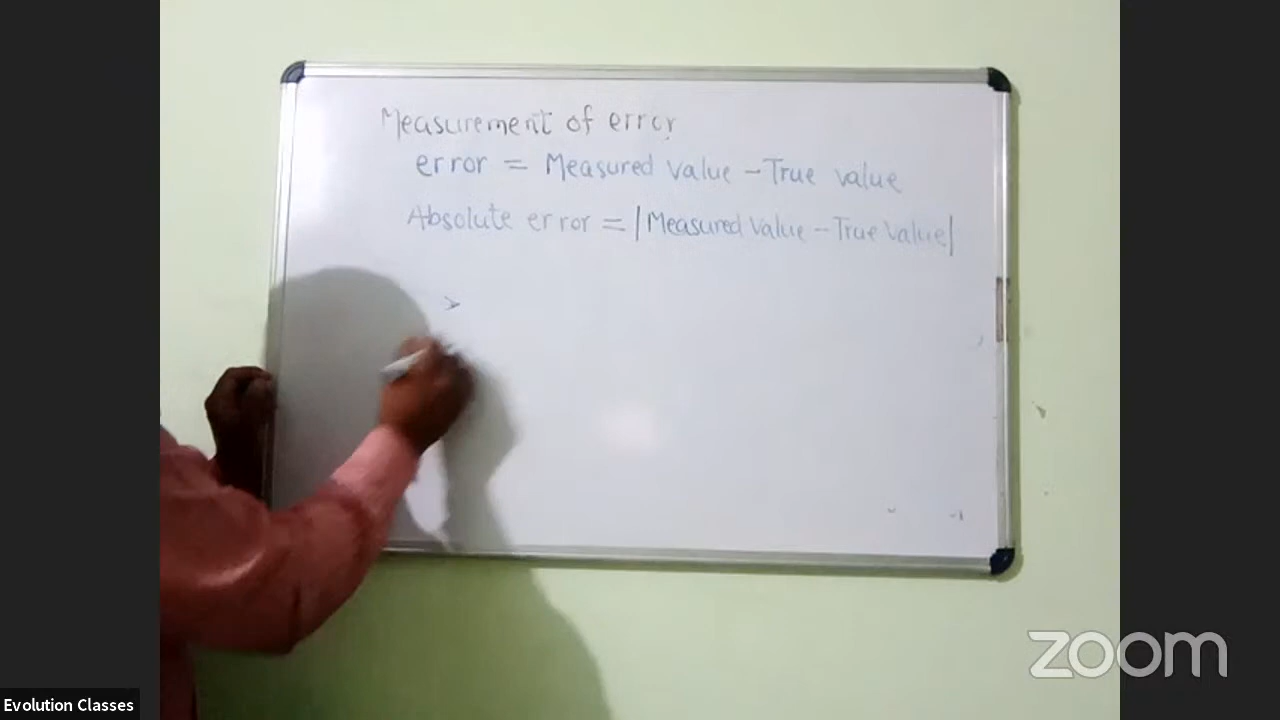 Measurement of error
error = Measured value - True value
Absolute error = |Measured Value - True Value|
zoom
Evolution Classes